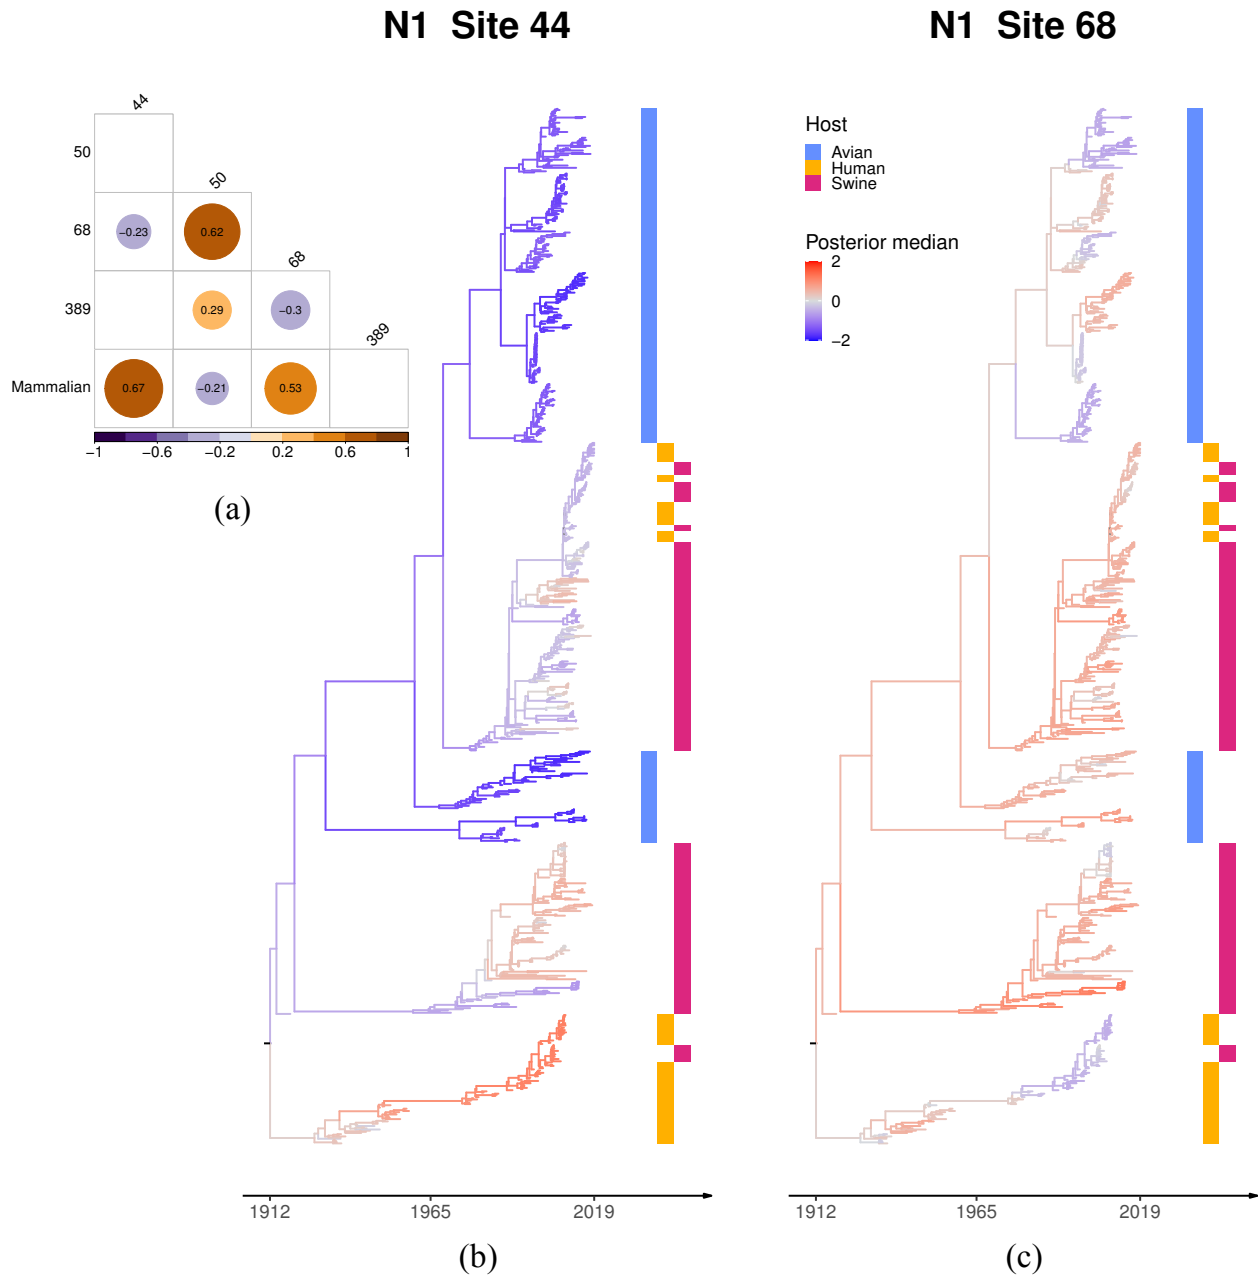 N1 Site 44
N1 Site 68
44
50
50
68
−0.23
0.62
68
389
0.29
−0.3
389
Mammalian
0.67
−0.21
0.53
−1
−0.6
−0.2
0.2
0.6
1
(a)
Host
Avian
Human
Swine
Posterior median
2
0
−2
1912
1965
2019
1912
1965
2019
(b)
(c)